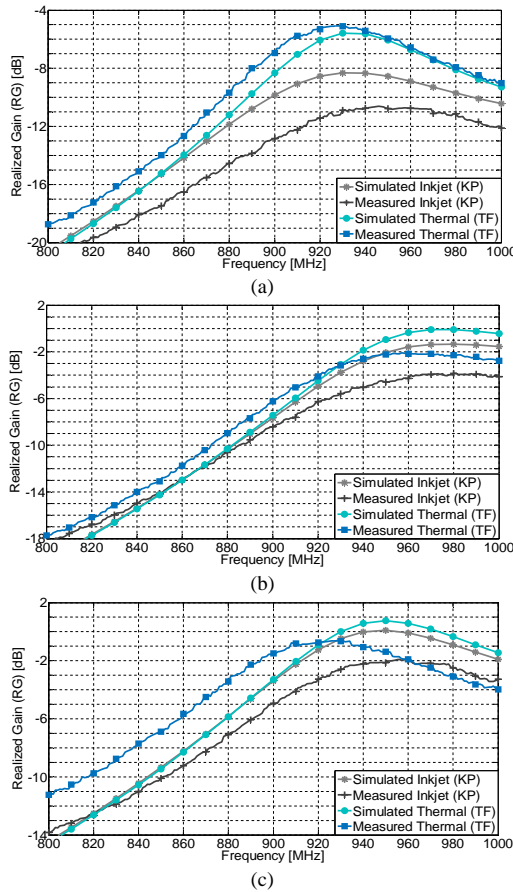 -4
-8
-12
-16
-20
Realized Gain (RG) [dB]
Simulated Inkjet (KP)
Measured Inkjet (KP)
Simulated Thermal (TF)
Measured Thermal (TF)
800 820 840 860 880 900 920 940 960 980 1000
Frequency [MHz]
(a)
2
-2
-6
-10
-14
-18
Realized Gain (RG) [dB]
Simulated Inkjet (KP)
Measured Inkjet (KP)
Simulated Thermal (TF)
Measured Thermal (TF)
800 820 840 860 880 900 920 940 960 980 1000
Frequency [MHz]
(b)
2
-2
-6
-10
-14
Realized Gain (RG) [dB]
Simulated Inkjet (KP)
Measured Inkjet (KP)
Simulated Thermal (TF)
Measured Thermal (TF)
800 820 840 860 880 900 920 940 960 980 1000
Frequency [MHz]
(c)